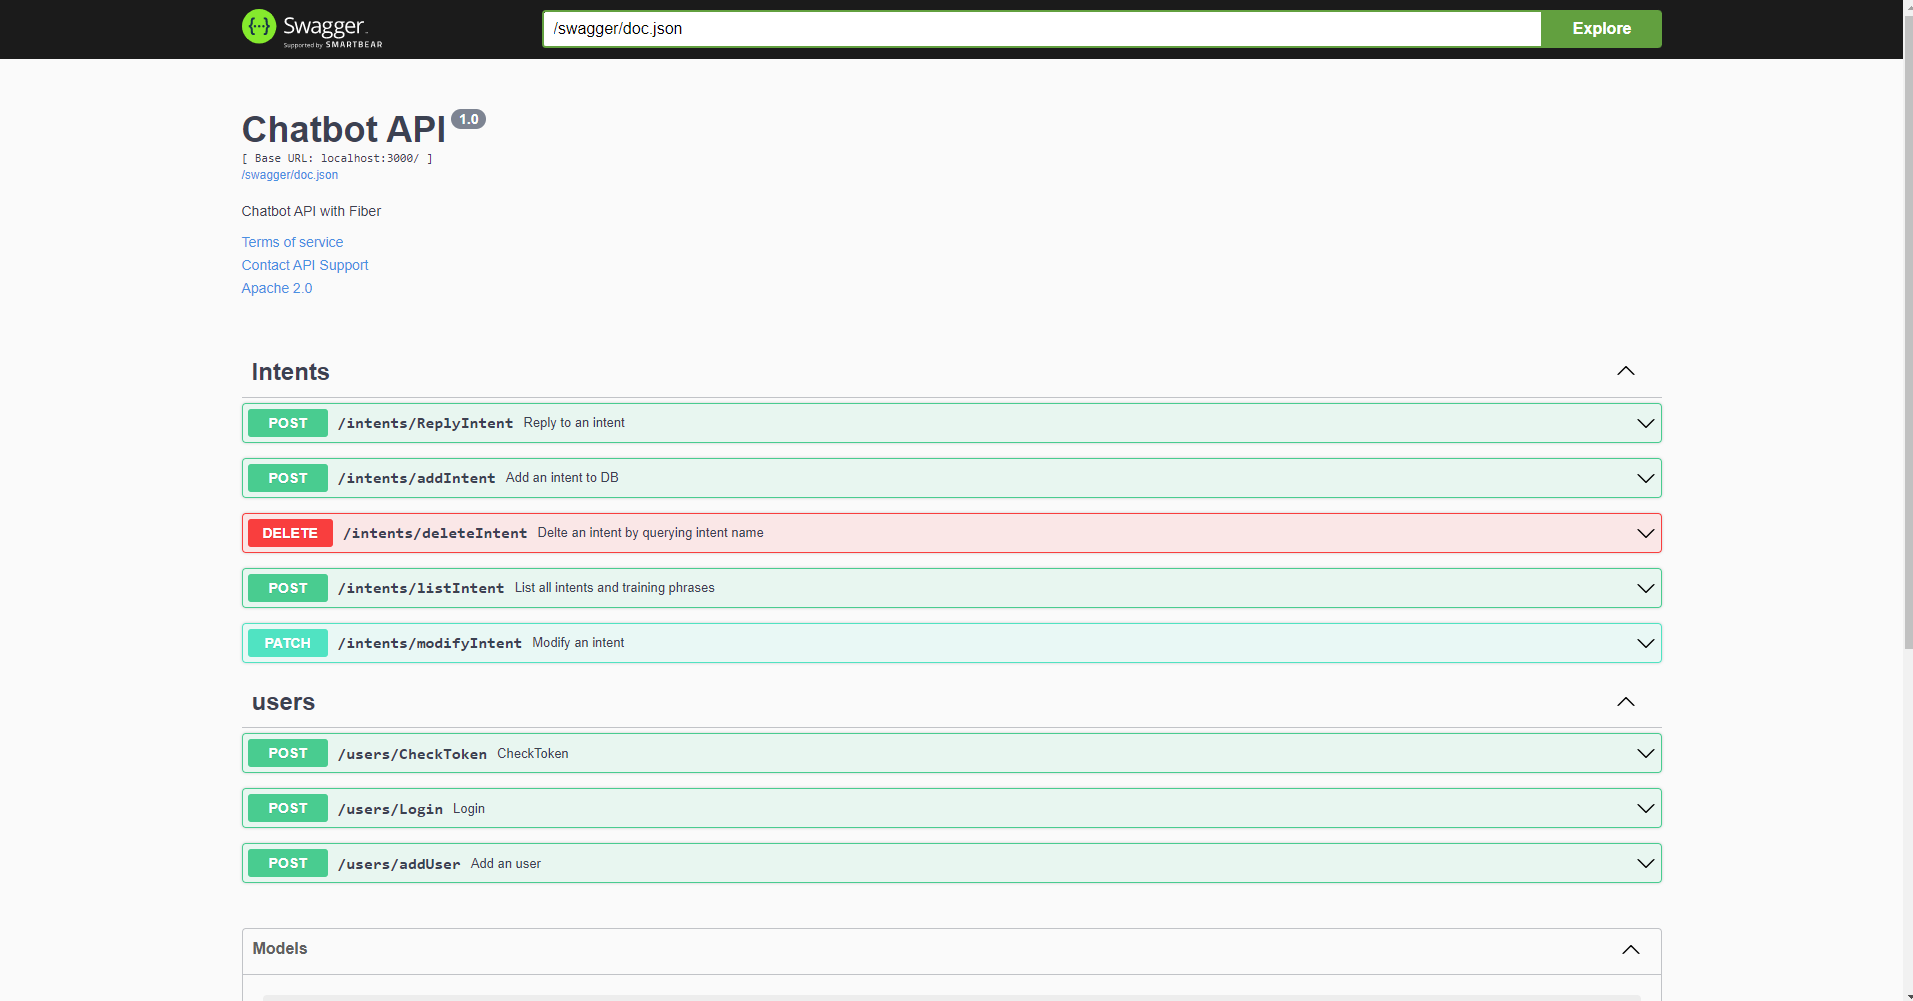 Swagger
Supported by SMARTBEAR
/swagger/doc.json
Explore
Chatbot API 1.0
[ Base URL: localhost:3000/ ]
/swagger/doc.json
Chatbot API with Fiber
Terms of service
Contact API Support
Apache 2.0
Intents
POST /intents/ReplyIntent Reply to an intent
POST /intents/addIntent Add an intent to DB
DELETE /intents/deleteIntent Delte an intent by querying intent name
POST /intents/listIntent List all intents and training phrases
PATCH /intents/modifyIntent Modify an intent
users
POST /users/CheckToken CheckToken
POST /users/Login Login
POST /users/addUser Add an user
Models